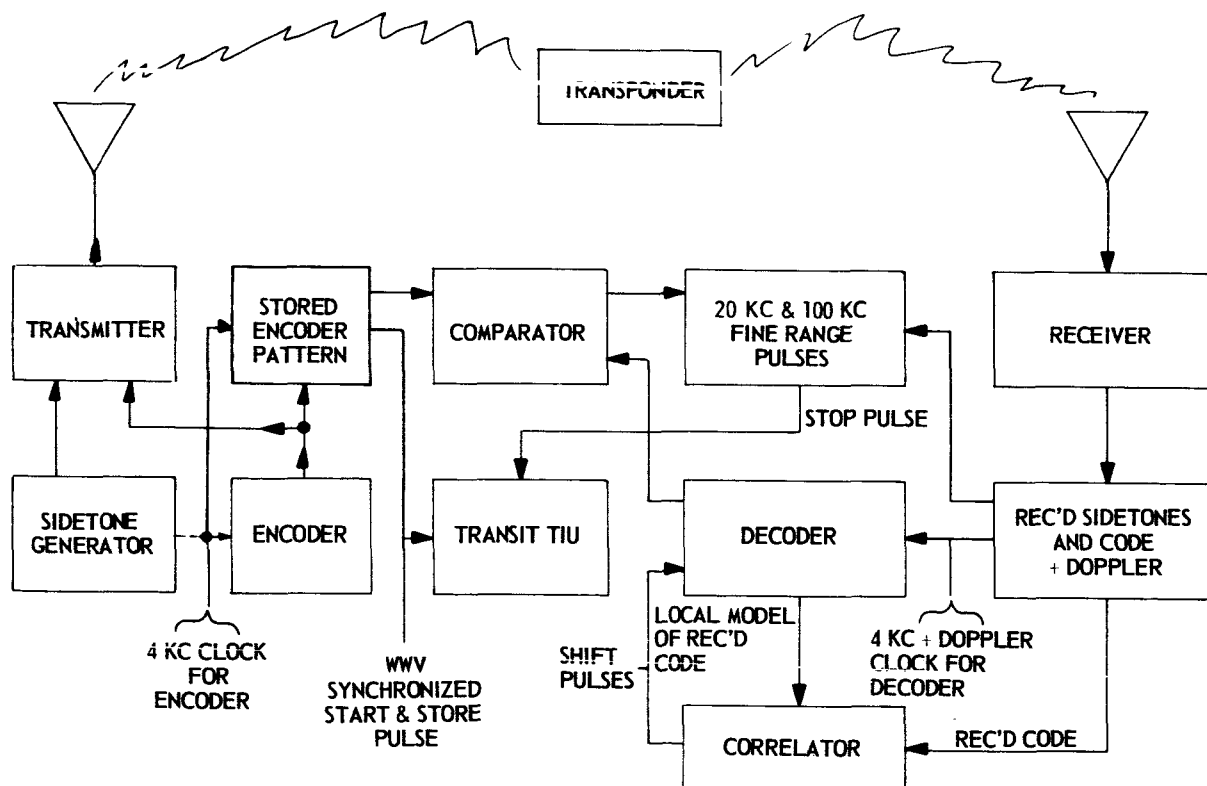 TRANSPONDER
TRANSMITTER
STORED
ENCODER
PATTERN
COMPARATOR
20 KC & 100 KC
FINE RANGE
PULSES
RECEIVER
STOP PULSE
SIDETONE
GENERATOR
ENCODER
TRANSIT TIU
DECODER
REC'D SIDETONES
AND CODE
+ DOPPLER
4 KC CLOCK
FOR
ENCODER
WWV
SYNCHRONIZED
START & STORE
PULSE
SHIFT
PULSES
LOCAL MODEL
OF REC'D
CODE
4 KC + DOPPLER
CLOCK FOR
DECODER
CORRELATOR
REC'D CODE